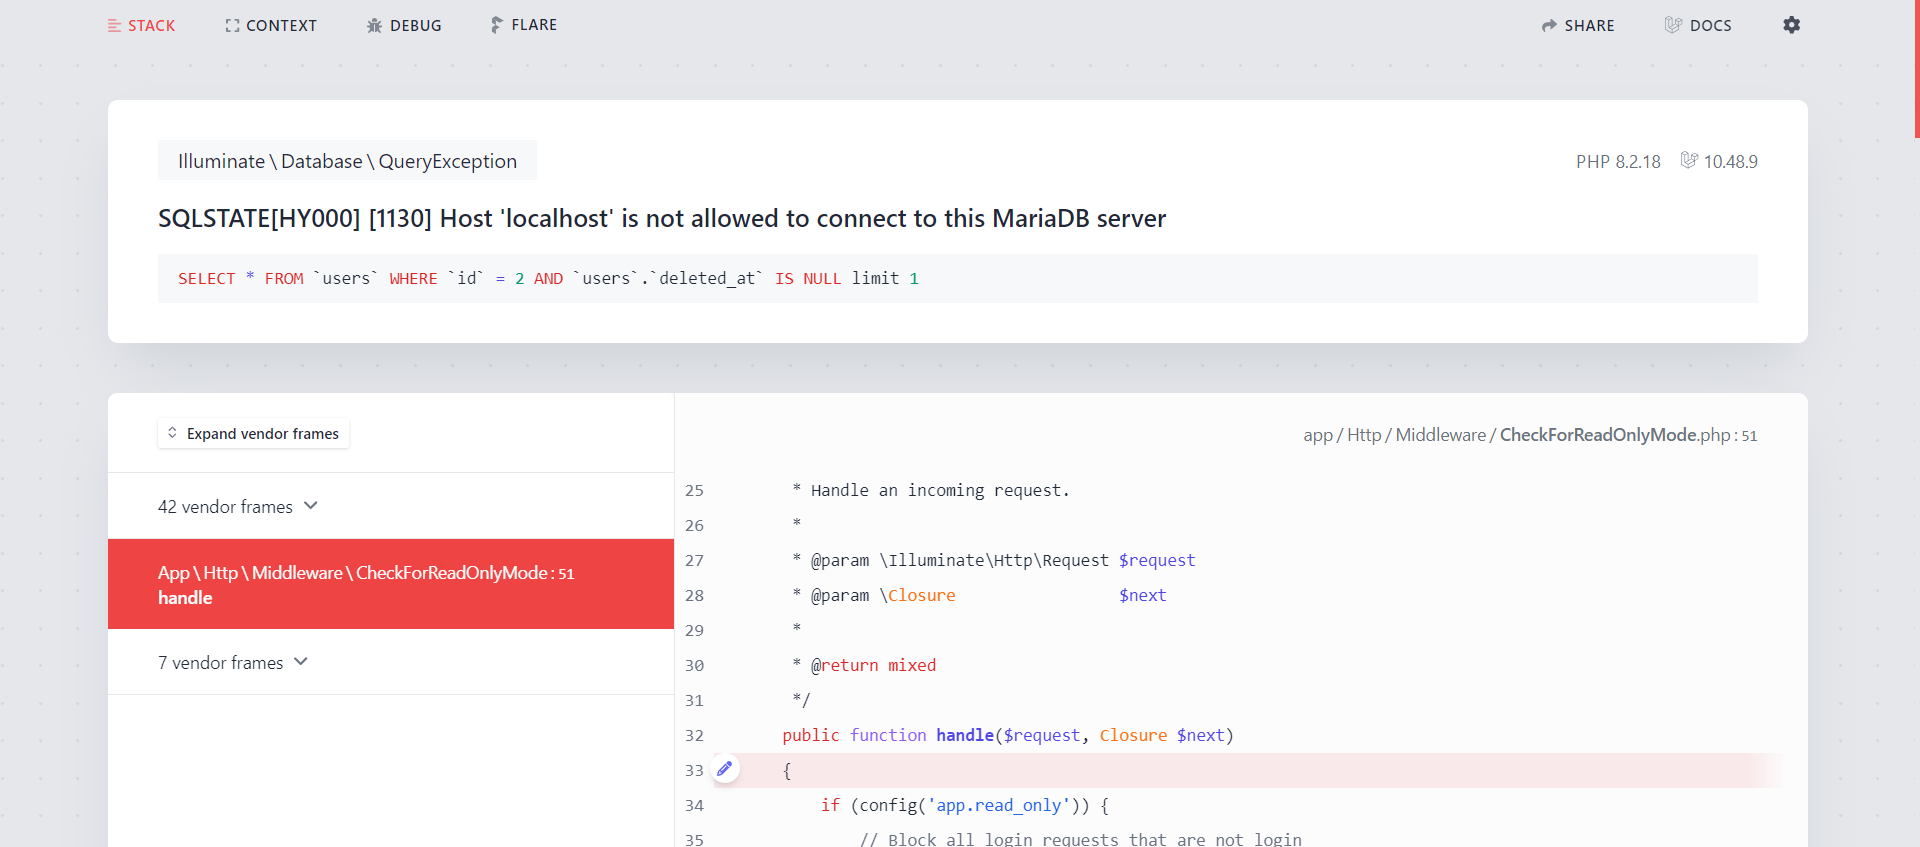 STACK CONTEXT DEBUG FLARE SHARE DOCS
Illuminate\Database\QueryException
PHP 8.2.18 10.48.9
SQLSTATE[HY000] [1130] Host 'localhost' is not allowed to connect to this MariaDB server
SELECT * FROM `users` WHERE `id` = 2 AND `users`.`deleted_at` IS NULL limit 1
Expand vendor frames
42 vendor frames
App\Http\Middleware\CheckForReadOnlyMode:51
handle
7 vendor frames
app/Http/Middleware/CheckForReadOnlyMode.php:51
25 * Handle an incoming request.
26 *
27 * @param \Illuminate\Http\Request $request
28 * @param \Closure $next
29 *
30 * @return mixed
31 */
32 public function handle($request, Closure $next)
33 {
34 if (config('app.read_only')) {
35 // Block all login requests that are not login